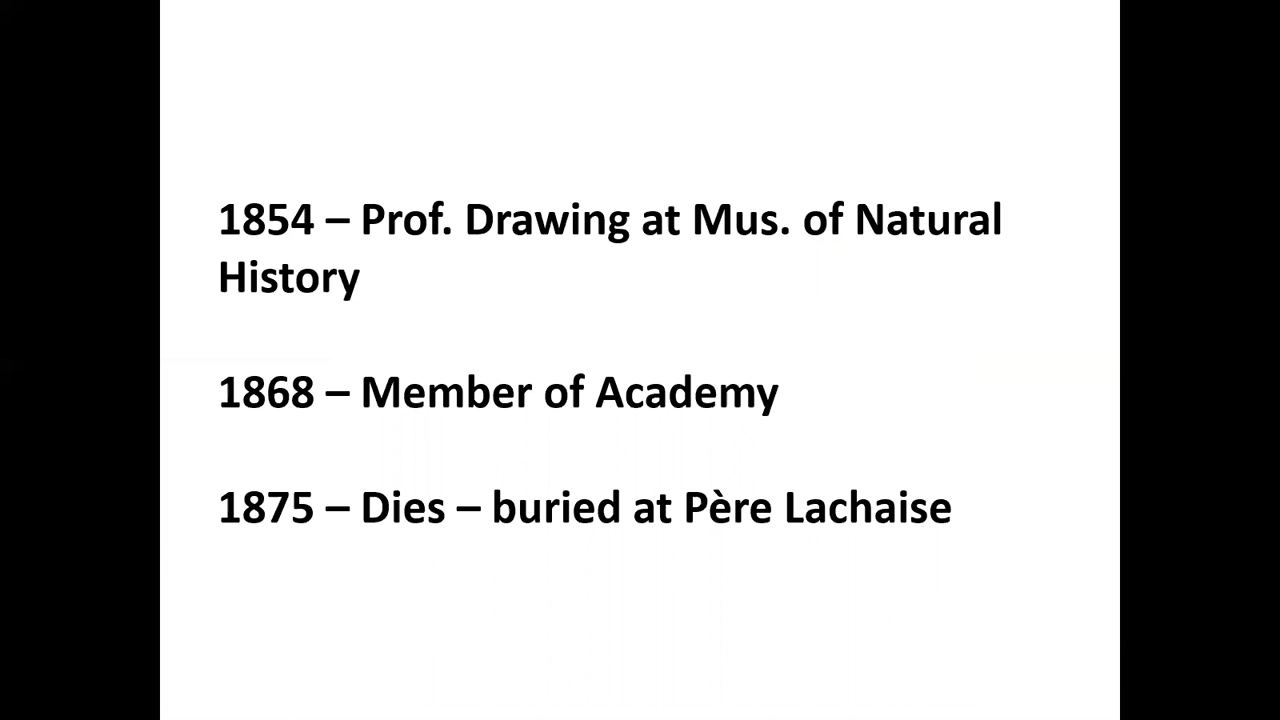 1854 – Prof. Drawing at Mus. of Natural
History
1868 – Member of Academy
1875 – Dies – buried at Père Lachaise